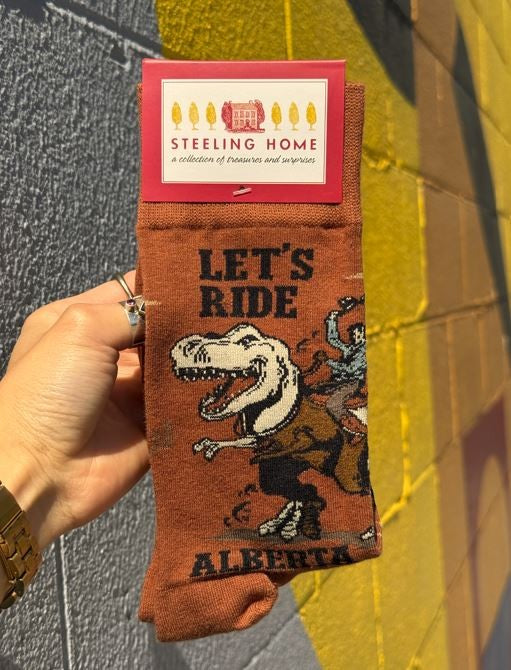 STEELING HOME
a collection of treasures and surprises
LET'S
RIDE
ALBERTA